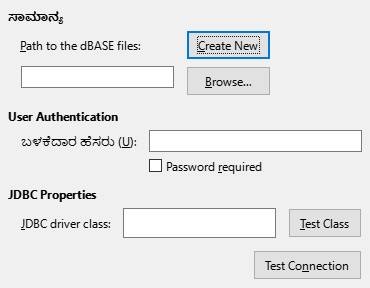 ಸಾಮಾನ್ಯ
Path to the dBASE files:
Create New
Browse...
User Authentication
ಬಳಕೆದಾರ ಹೆಸರು (U):
Password required
JDBC Properties
JDBC driver class:
Test Class
Test Connection